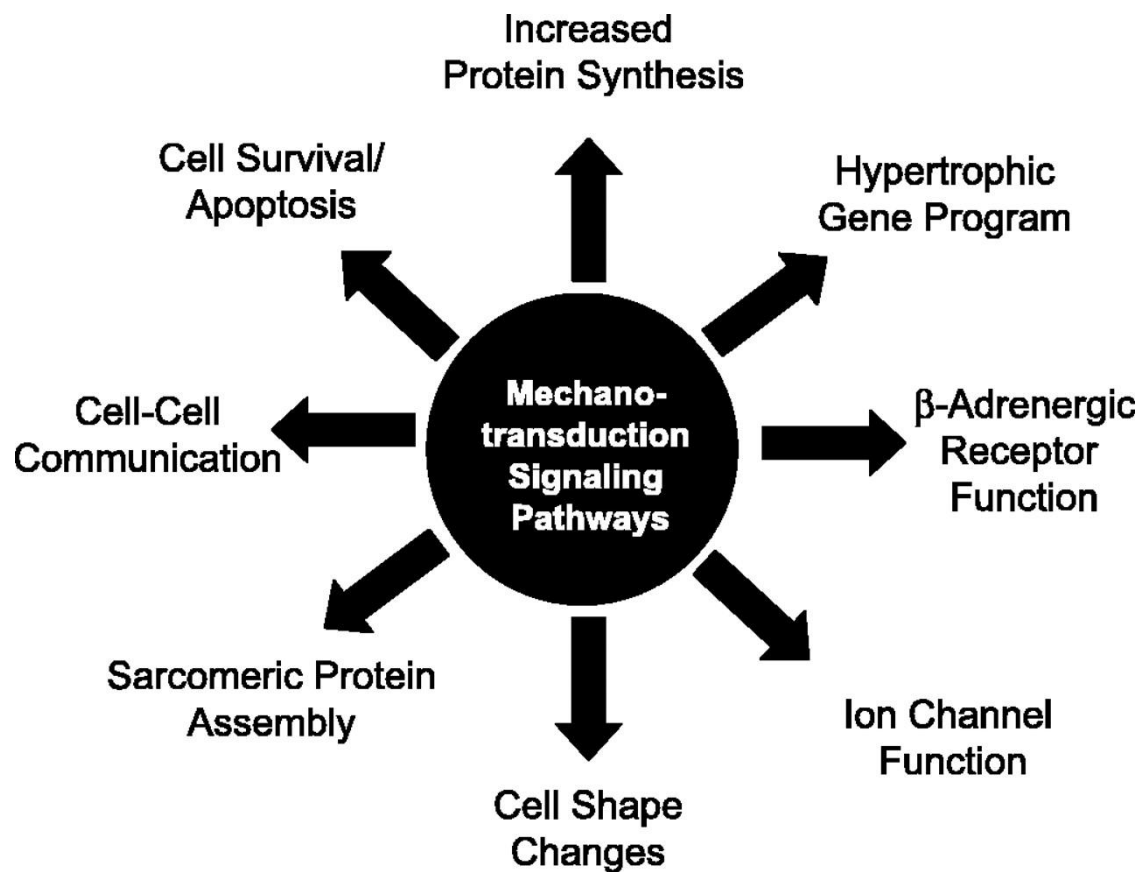 Increased
Protein Synthesis
Cell Survival/
Apoptosis
Hypertrophic
Gene Program
Mechano-
transduction
Signaling
Pathways
Cell-Cell
Communication
β-Adrenergic
Receptor
Function
Sarcomeric Protein
Assembly
Ion Channel
Function
Cell Shape
Changes